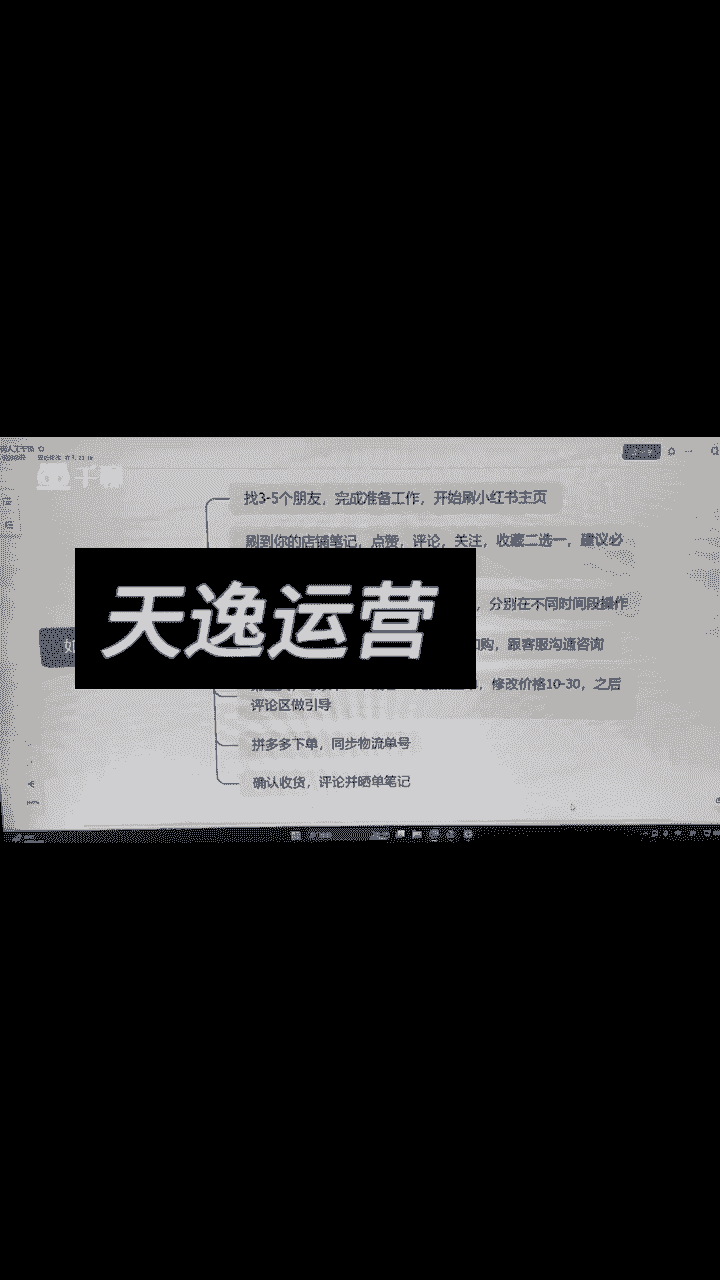 千聊
找3-5个朋友，完成准备工作，开始刷小红书主页
刷到你的店铺笔记，点赞，评论，关注，收藏二选一，建议必
天逸运营
，分别在不同时间段操作
购，跟客服沟通咨询
，修改价格10-30，之后
评论区做引导
拼多多下单，同步物流单号
确认收货，评论并晒单笔记